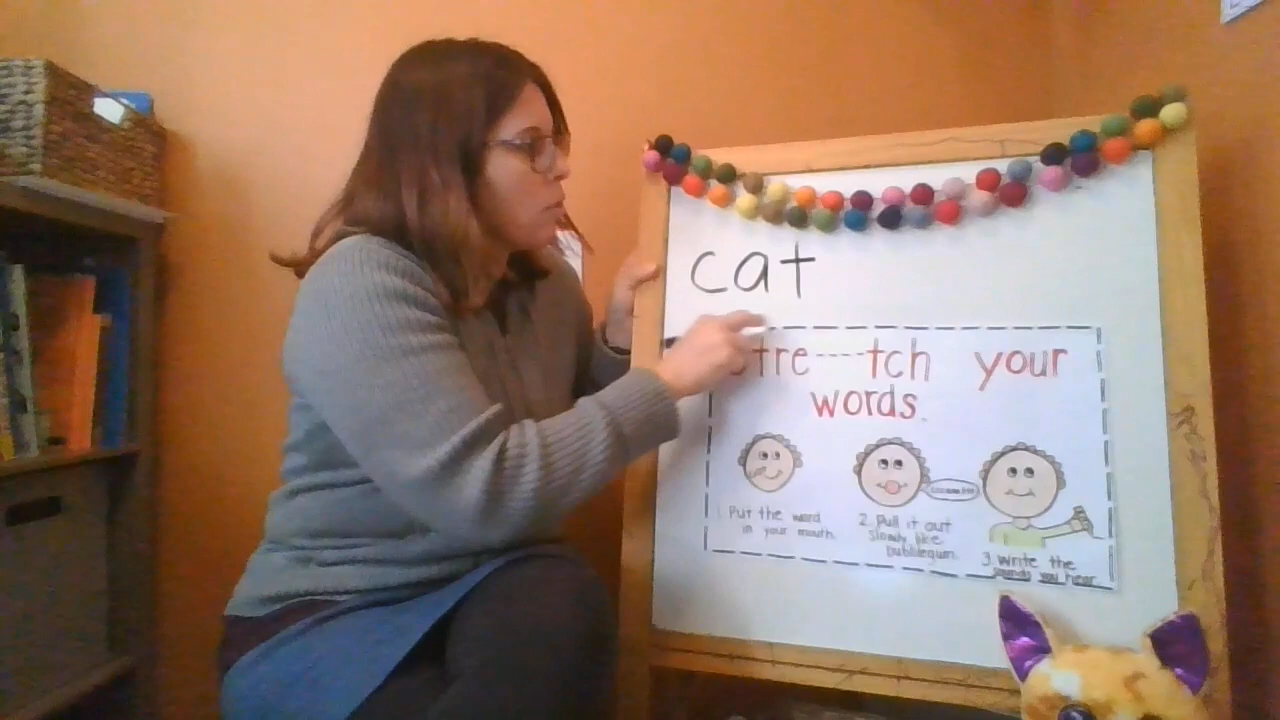 cat
stre----tch your
words.
1. Put the word
in your mouth.
2. Pull it out
slowly like
bubblegum.
3. Write the
sounds you hear